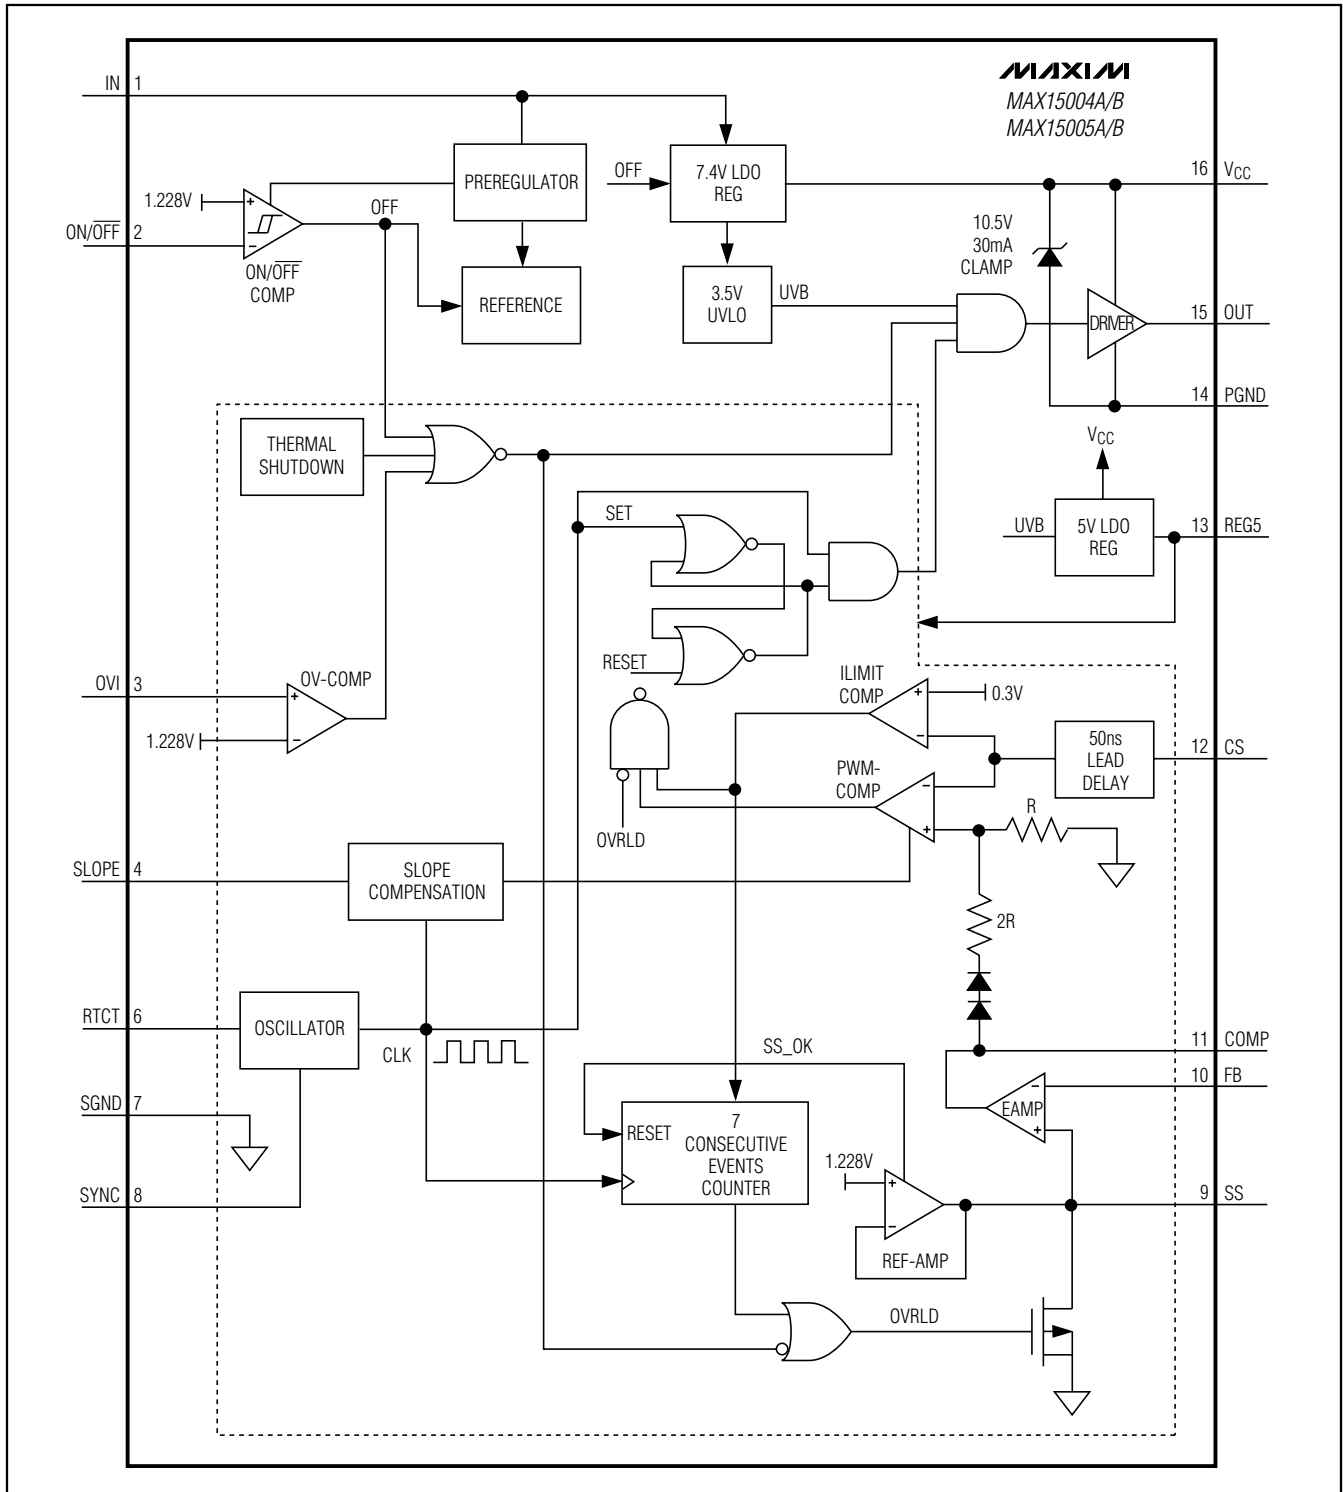 MAXIM
MAX15004A/B
MAX15005A/B
IN 1
PREREGULATOR
OFF
7.4V LDO
REG
16 VCC
1.228V
+
−
OFF
ON/OFF 2
ON/OFF
COMP
10.5V
30mA
CLAMP
REFERENCE
3.5V
UVLO
UVB
DRIVER
15 OUT
14 PGND
THERMAL
SHUTDOWN
VCC
SET
UVB
5V LDO
REG
13 REG5
RESET
OVI 3
OV-COMP
+
−
1.228V
ILIMIT
COMP
+
−
0.3V
50ns
LEAD
DELAY
12 CS
PWM-
COMP
−
+
R
OVRLD
SLOPE 4
SLOPE
COMPENSATION
2R
RTCT 6
OSCILLATOR
CLK
SS_OK
11 COMP
10 FB
EAMP
−
+
SGND 7
RESET
7
CONSECUTIVE
EVENTS
COUNTER
1.228V
+
−
SYNC 8
9 SS
REF-AMP
OVRLD